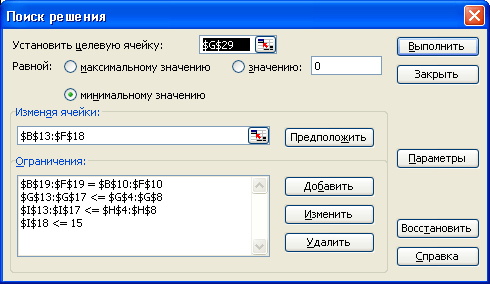 Поиск решения
Установить целевую ячейку: $G$29 Выполнить
Равной: максимальному значению значению: 0 Закрыть
минимальному значению
Изменяя ячейки:
$B$13:$F$18 Предположить
Параметры
Ограничения:
$B$19:$F$19 = $B$10:$F$10 Добавить
$G$13:$G$17 <= $G$4:$G$8
$I$13:$I$17 <= $H$4:$H$8 Изменить
$I$18 <= 15 Восстановить
Удалить Справка